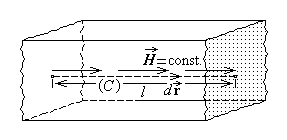 H⃗=const.
(C) l dr⃗